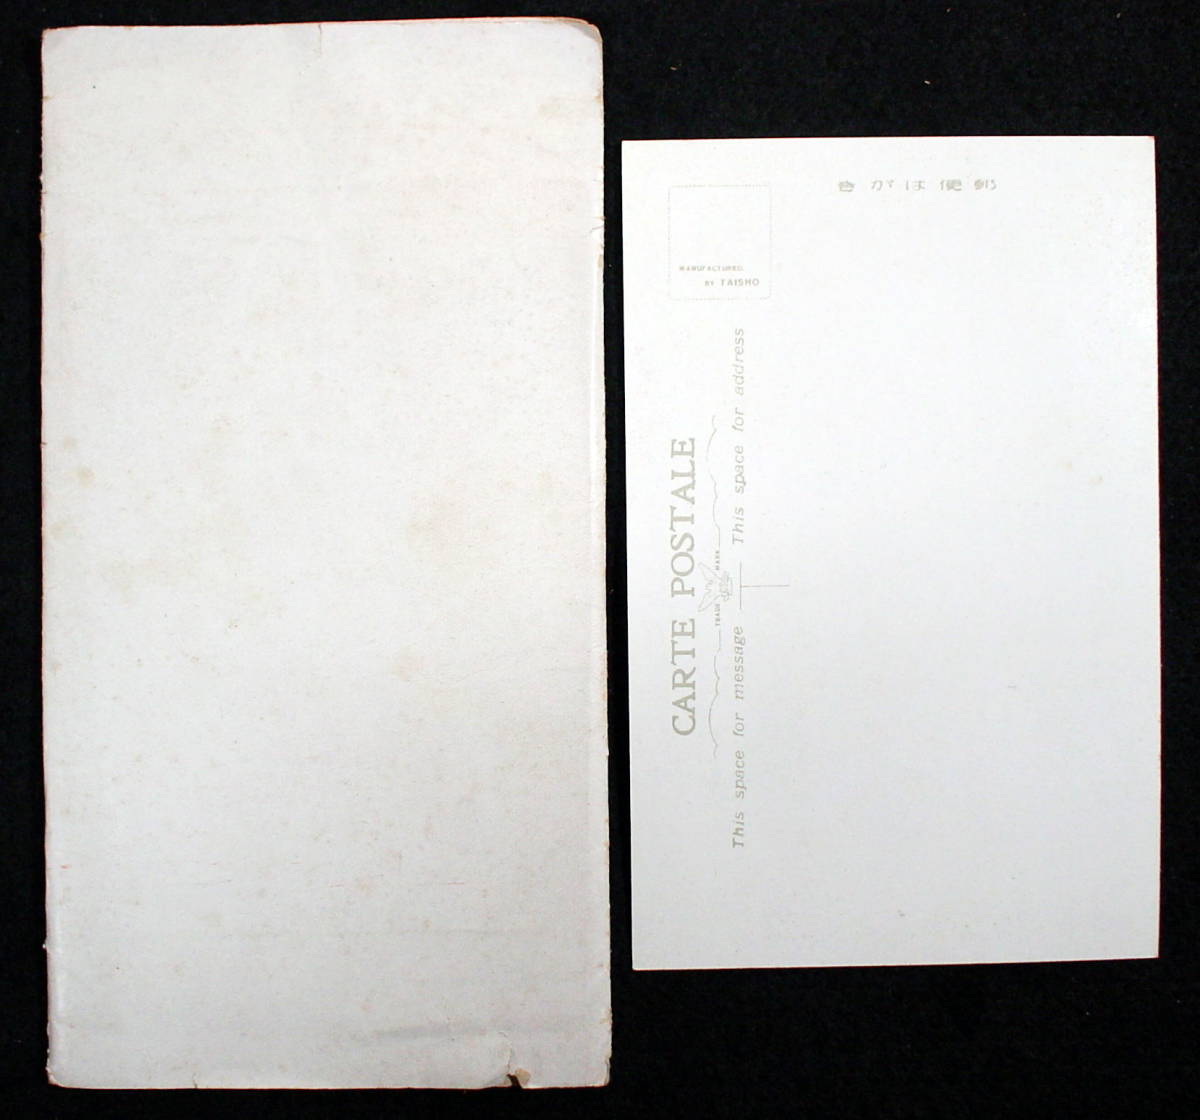 きがは便郵
MANUFACTURED
BY TAISHO
CARTE POSTALE
TRADE MARK
This space for message
This space for address